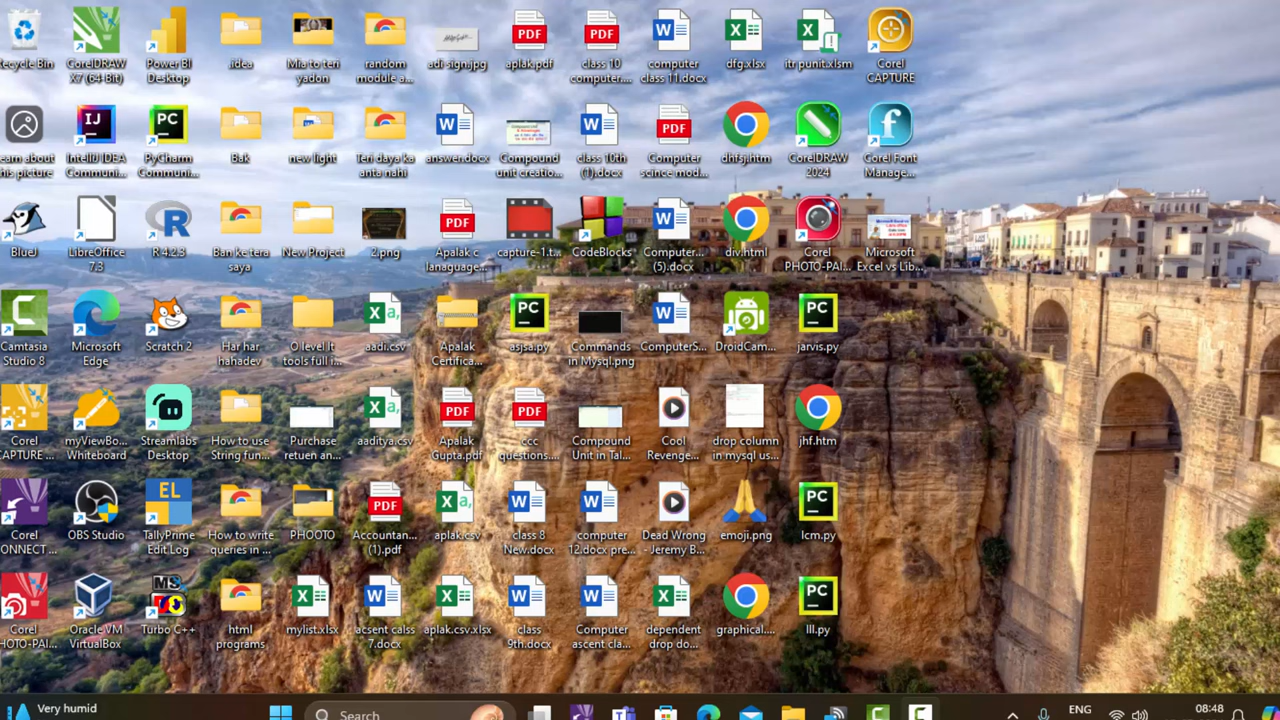 ecycle Bin
CorelDRAW
X7 (64 Bit)
Power BI
Desktop
.idea
Mia to teri
yadon
random
module a...
adi sign.jpg
aplak.pdf
class 10
computer....
computer
class 11.docx
dfg.xlsx
itr punit.xlsm
Corel
CAPTURE
earn about
his picture
IntelliJ IDEA
Communi...
PyCharm
Communi...
Bak
new light
Teri daya ka
anta nahi
answer.docx
Compound
unit creatio...
class 10th
(1).docx
Computer
scince mod...
dhfsj.htm
CorelDRAW
2024
Corel Font
Manage...
BlueJ
LibreOffice
7.3
R 4.2.3
Ban ke tera
saya
New Project
2.png
Apalak c
lanaguage...
capture-1.t...
CodeBlocks
Computer...
(5).docx
div.html
Corel
PHOTO-PAI...
Microsoft
Excel vs Lib...
Camtasia
Studio 8
Microsoft
Edge
Scratch 2
Har har
hahadev
O level It
tools full i...
aadi.csv
Apalak
Certifica...
asjsa.py
Commands
in Mysql.png
ComputerS...
DroidCam...
jarvis.py
Corel
CAPTURE ...
myViewBo...
Whiteboard
Streamlabs
Desktop
How to use
String fun...
Purchase
retuen an...
aaditya.csv
Apalak
Gupta.pdf
ccc
questions....
Compound
Unit in Tal...
Cool
Revenge...
drop column
in mysql us...
jhf.htm
Corel
ONNECT ...
OBS Studio
TallyPrime
Edit Log
How to write
queries in ...
PHOOTO
Accountan...
(1).pdf
aplak.csv
class 8
New.docx
computer
12.docx pre...
Dead Wrong
- Jeremy B...
emoji.png
lcm.py
Corel
HOTO-PAI...
Oracle VM
VirtualBox
Turbo C++
html
programs
mylist.xlsx
acsent calss
7.docx
aplak.csv.xlsx
class
9th.docx
Computer
ascent cla...
dependent
drop do...
graphical....
lll.py
Very humid
Search
ENG
08:48